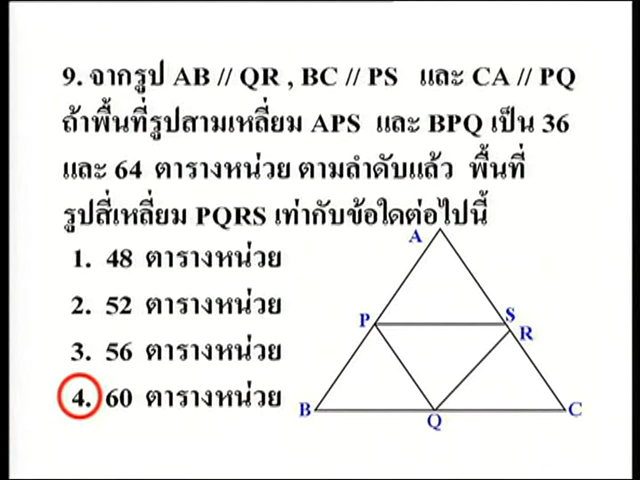 9. จากรูป AB // QR , BC // PS และ CA // PQ
ถ้าพื้นที่รูปสามเหลี่ยม APS และ BPQ เป็น 36
และ 64 ตารางหน่วย ตามลำดับแล้ว พื้นที่
รูปสี่เหลี่ยม PQRS เท่ากับข้อใดต่อไปนี้
1. 48 ตารางหน่วย
2. 52 ตารางหน่วย
3. 56 ตารางหน่วย
4. 60 ตารางหน่วย
A
P
S
R
B
Q
C